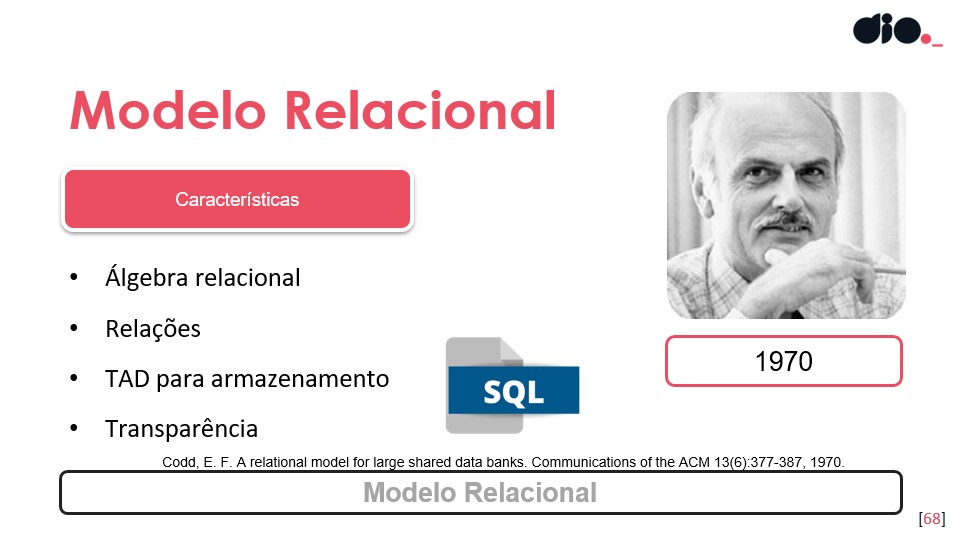 dio._
Modelo Relacional
Características
• Álgebra relacional
• Relações
• TAD para armazenamento
• Transparência
SQL
1970
Codd, E. F. A relational model for large shared data banks. Communications of the ACM 13(6):377-387, 1970.
Modelo Relacional
[68]